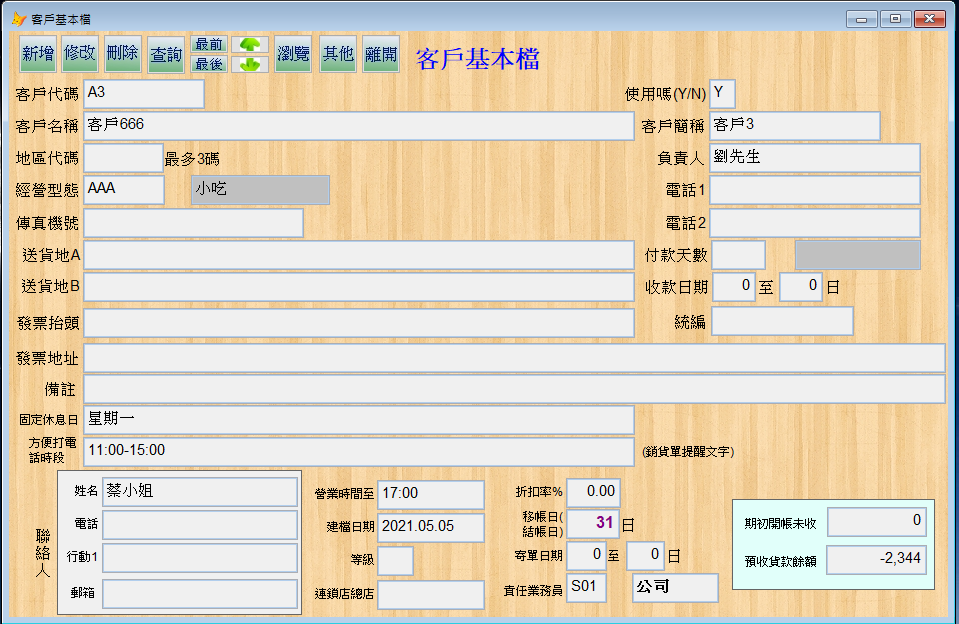 客戶基本檔
新增 修改 刪除 查詢 最前 瀏覽 其他 離開 客戶基本檔
最後
客戶代碼 A3 使用嗎(Y/N) Y
客戶名稱 客戶666 客戶簡稱 客戶3
地區代碼 最多3碼 負責人 劉先生
經營型態 AAA 小吃 電話1
傳真機號 電話2
送貨地A 付款天數
送貨地B 收款日期 0 至 0 日
發票抬頭 統編
發票地址
備註
固定休息日 星期一
方便打電
話時段 11:00-15:00 (銷貨單提醒文字)
聯絡人
姓名 蔡小姐
電話
行動1
郵箱
營業時間至 17:00
建檔日期 2021.05.05
等級
連鎖店總店
折扣率% 0.00
移帳日(
結帳日) 31 日
寄單日期 0 至 0 日
責任業務員 S01 公司
期初開帳未收 0
預收貨款餘額 -2,344